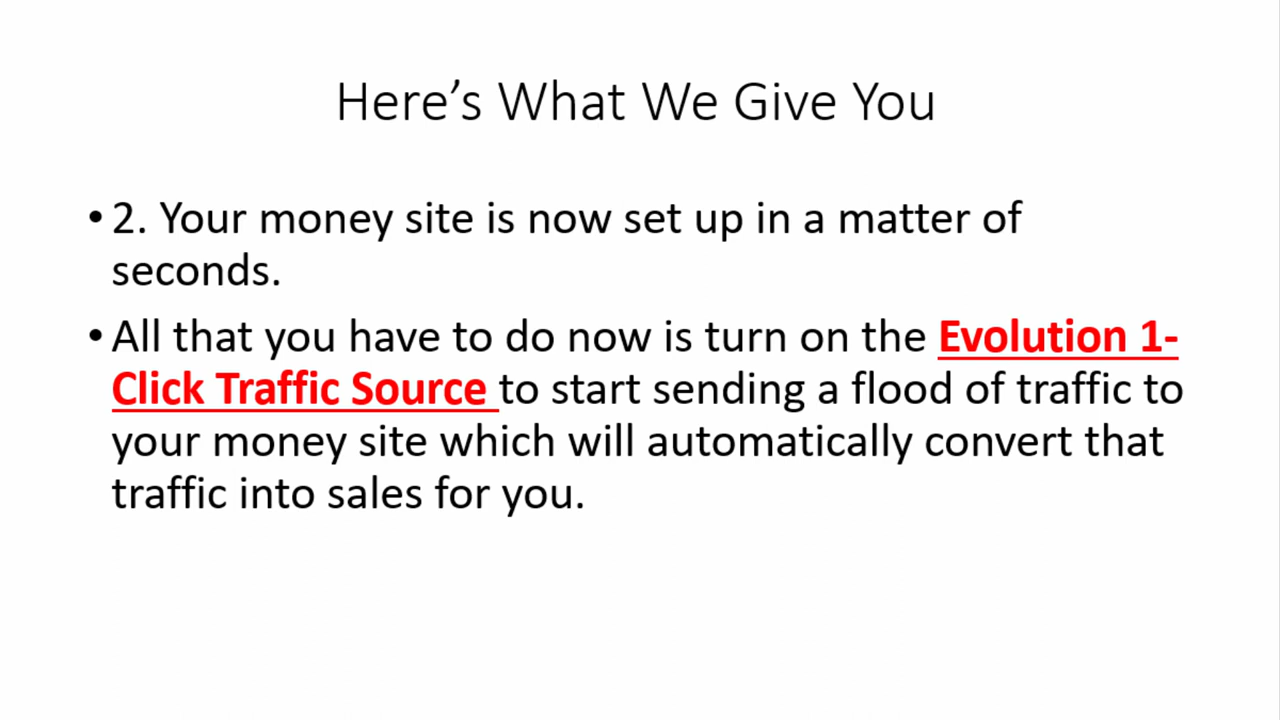 Here’s What We Give You
• 2. Your money site is now set up in a matter of
seconds.
• All that you have to do now is turn on the Evolution 1-
Click Traffic Source to start sending a flood of traffic to
your money site which will automatically convert that
traffic into sales for you.